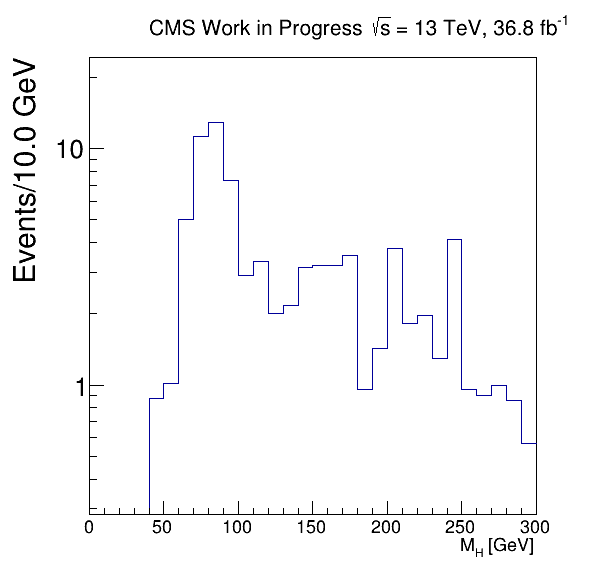 CMS Work in Progress √s = 13 TeV, 36.8 fb⁻¹
Events/10.0 GeV
10
1
0 50 100 150 200 250 300
M_H [GeV]